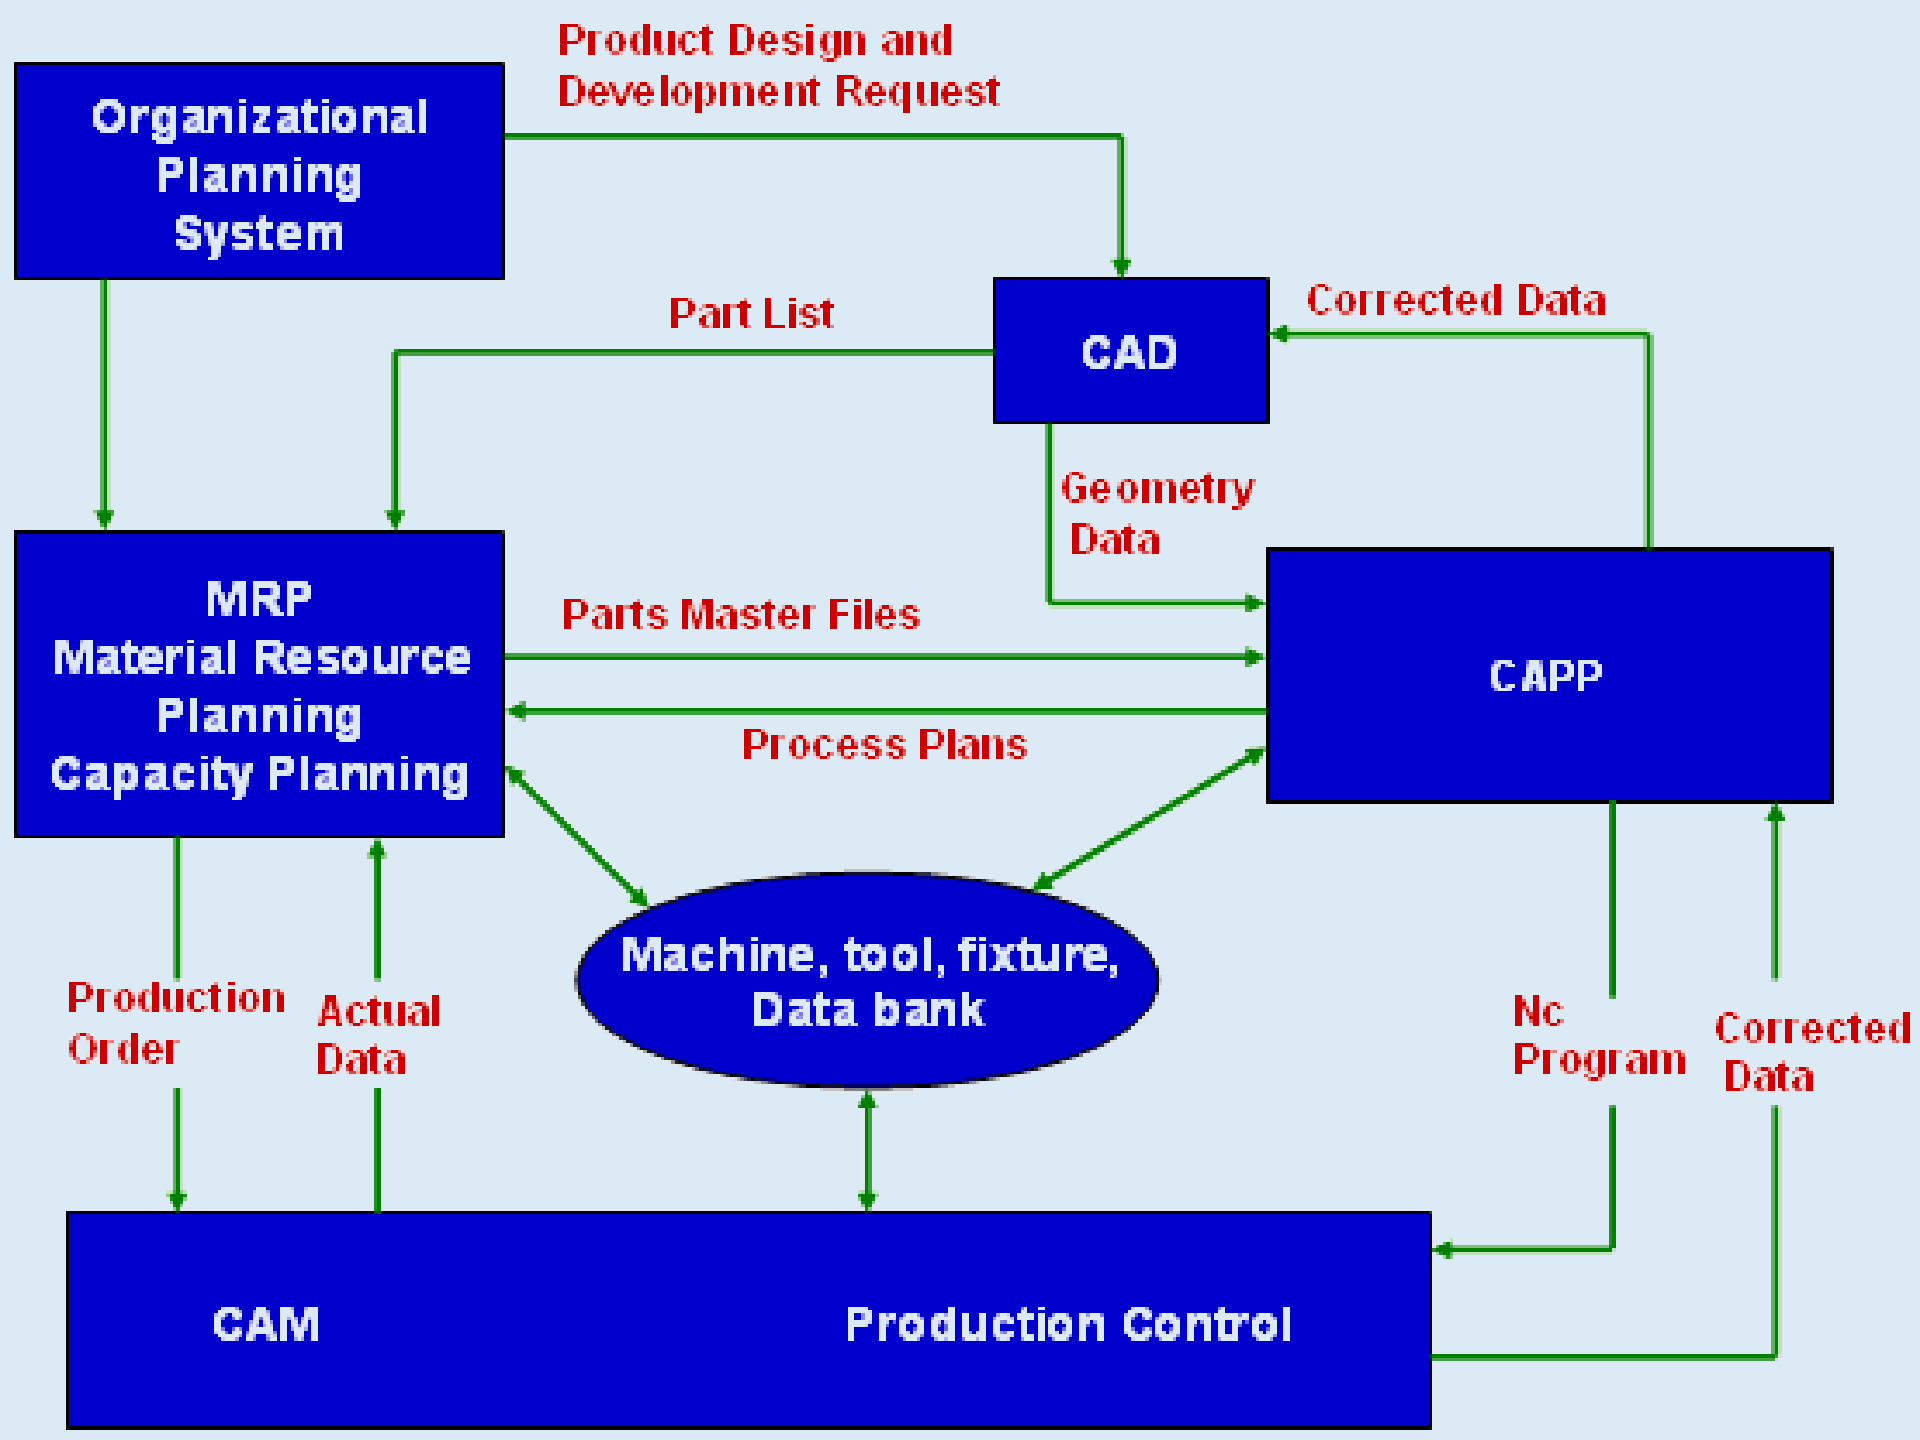 Product Design and
Development Request
Organizational
Planning
System
Part List
CAD
Corrected Data
Geometry
Data
MRP
Material Resource
Planning
Capacity Planning
Parts Master Files
CAPP
Process Plans
Machine, tool, fixture,
Data bank
Production
Order
Actual
Data
Nc
Program
Corrected
Data
CAM
Production Control